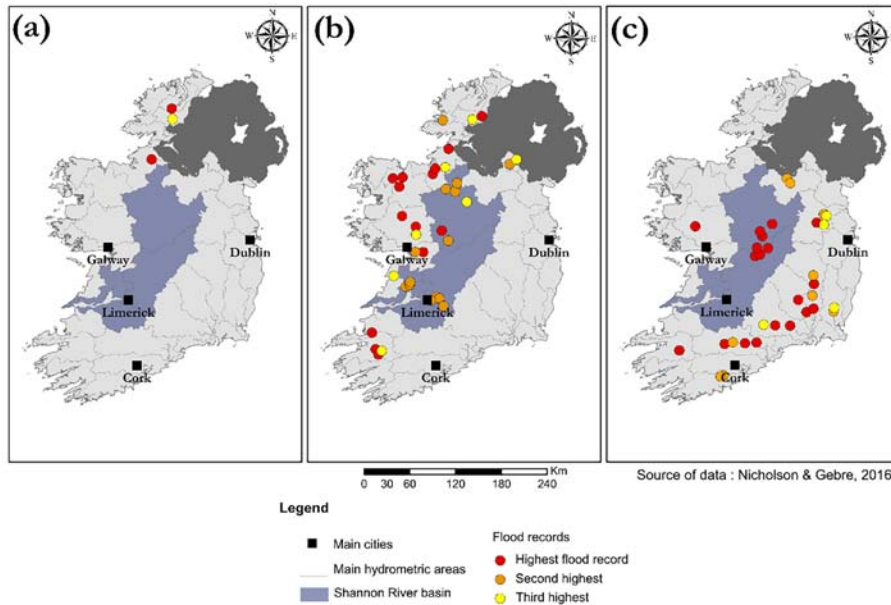 (a)
N
W E
S
Galway
Dublin
Limerick
Cork
(b)
N
W E
S
Galway
Dublin
Limerick
Cork
(c)
N
W E
S
Galway
Dublin
Limerick
Cork
Km
0 30 60 120 180 240
Source of data : Nicholson & Gebre, 2016
Legend
Main cities
Main hydrometric areas
Shannon River basin
Flood records
Highest flood record
Second highest
Third highest